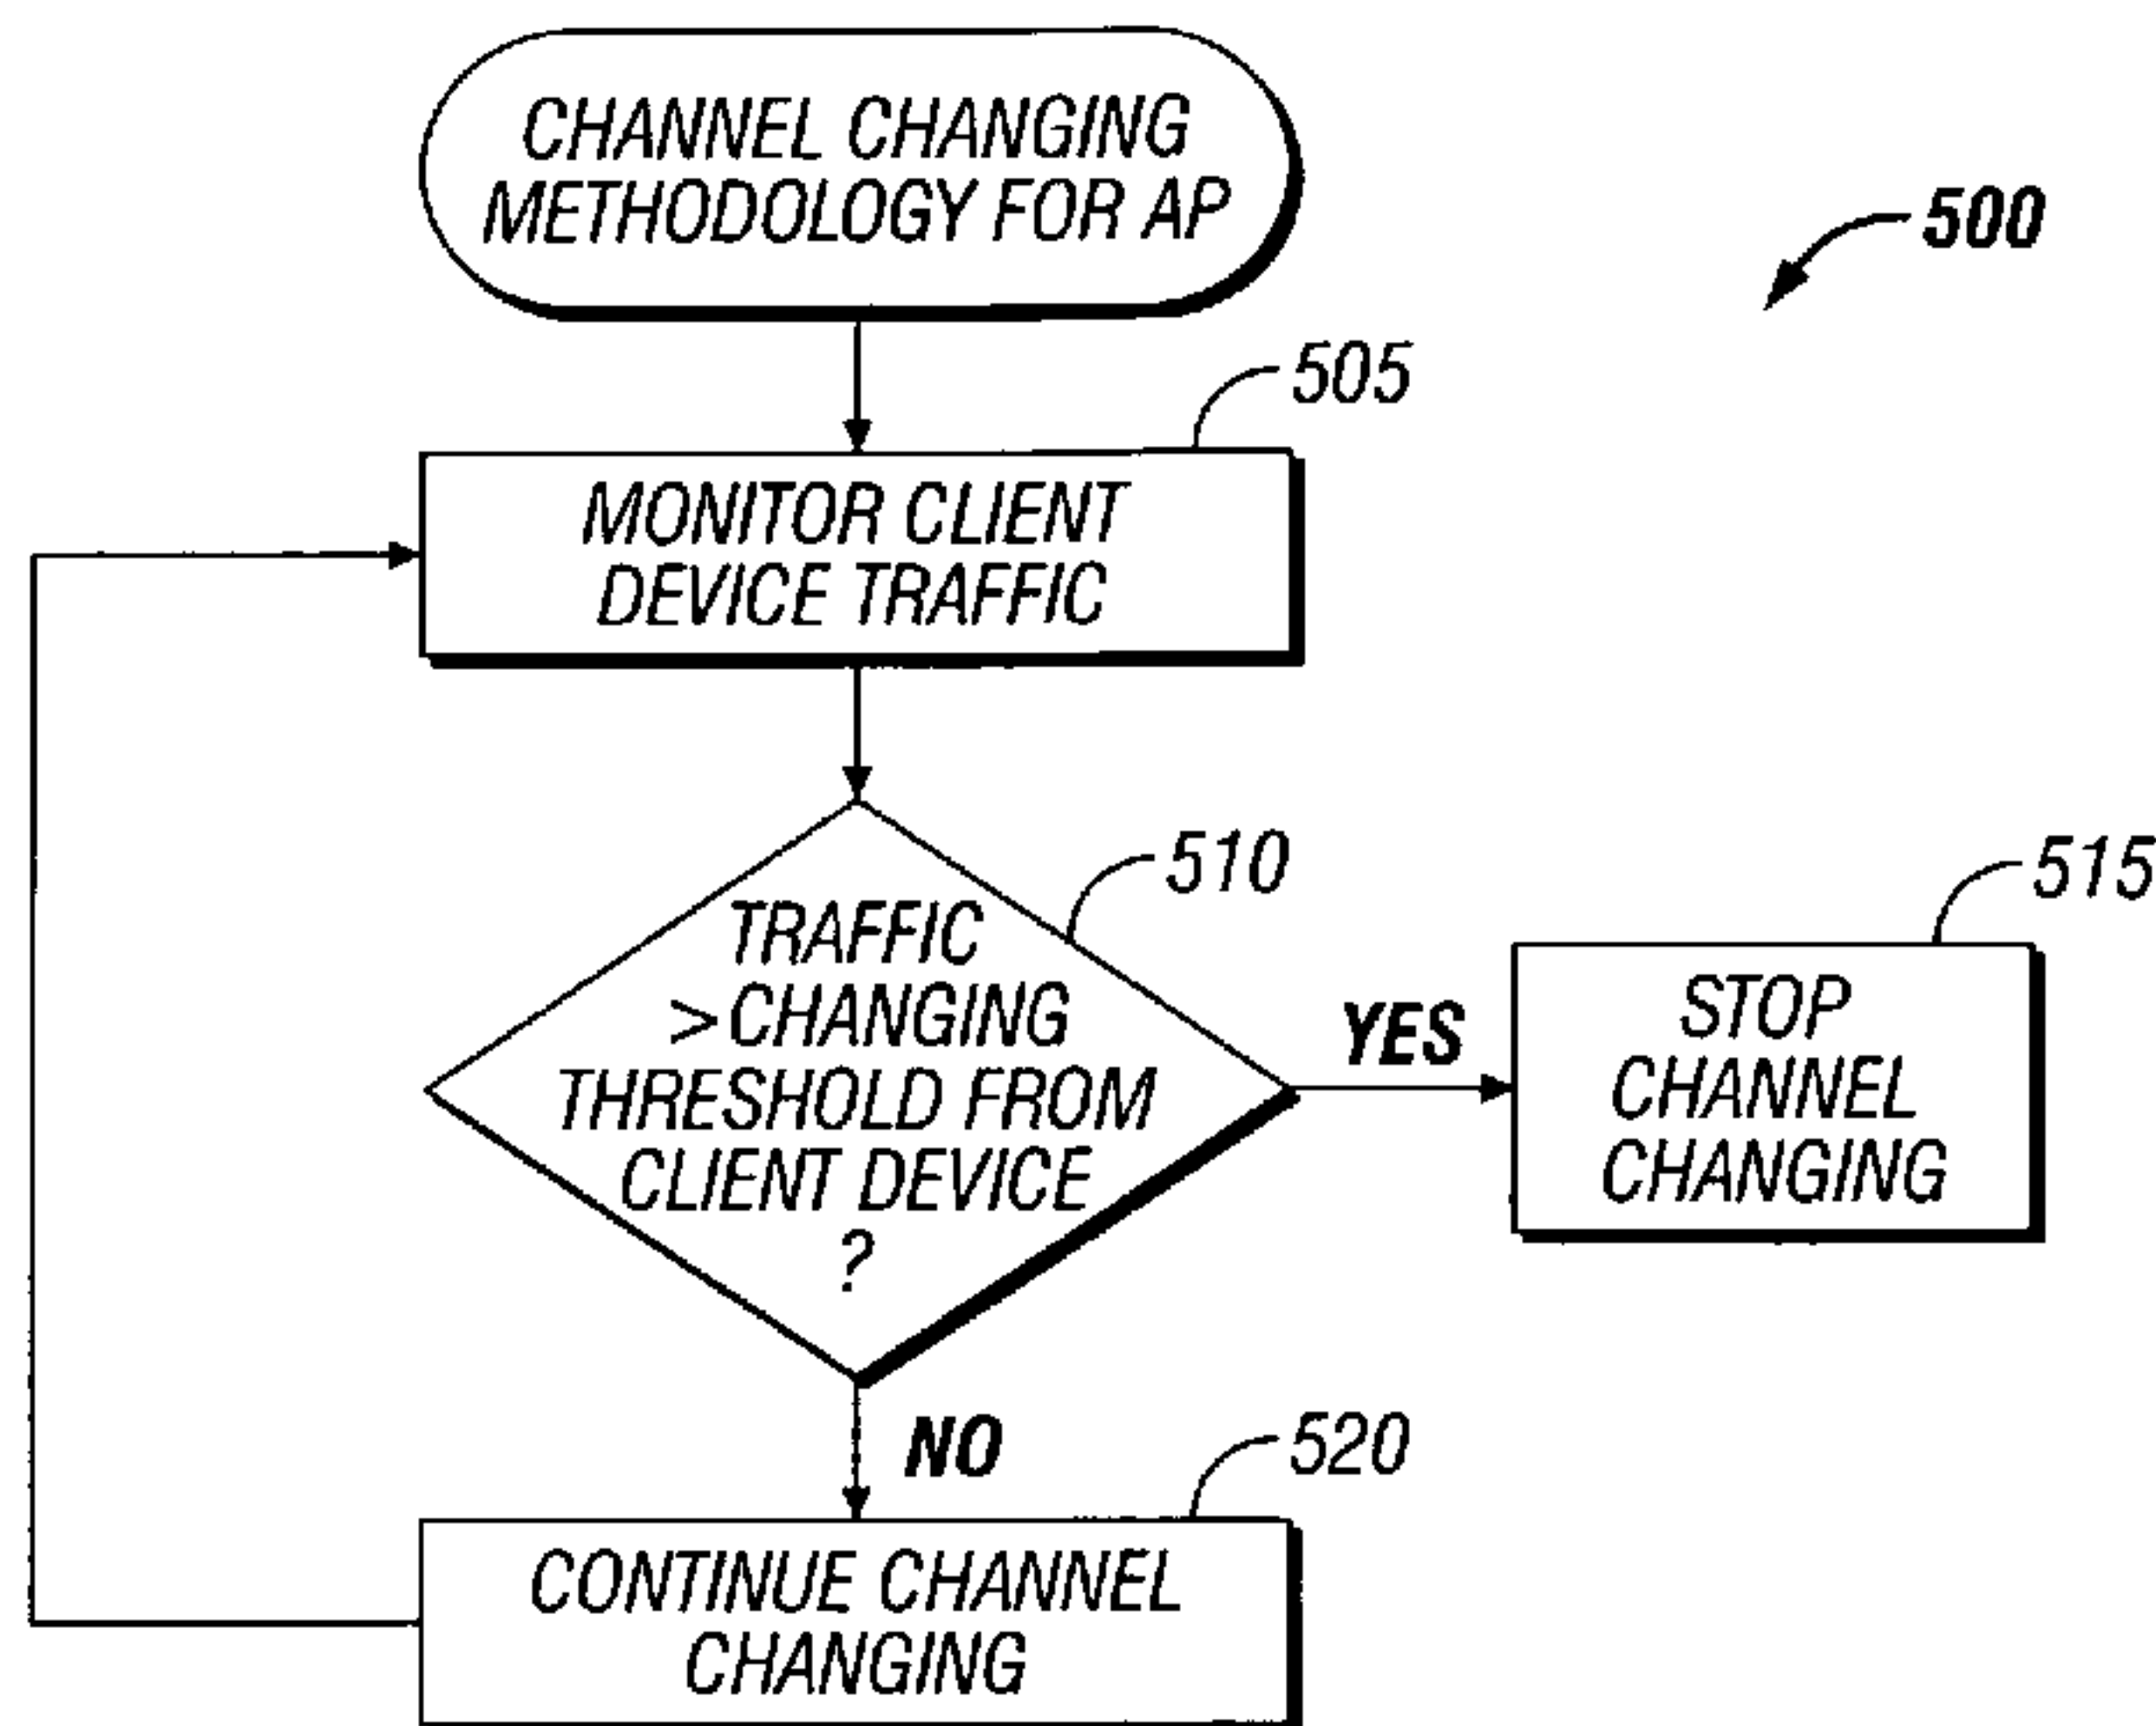 CHANNEL CHANGING
METHODOLOGY FOR AP
500
505
MONITOR CLIENT
DEVICE TRAFFIC
510
TRAFFIC
>CHANGING
THRESHOLD FROM
CLIENT DEVICE
?
YES
515
STOP
CHANNEL
CHANGING
NO
520
CONTINUE CHANNEL
CHANGING